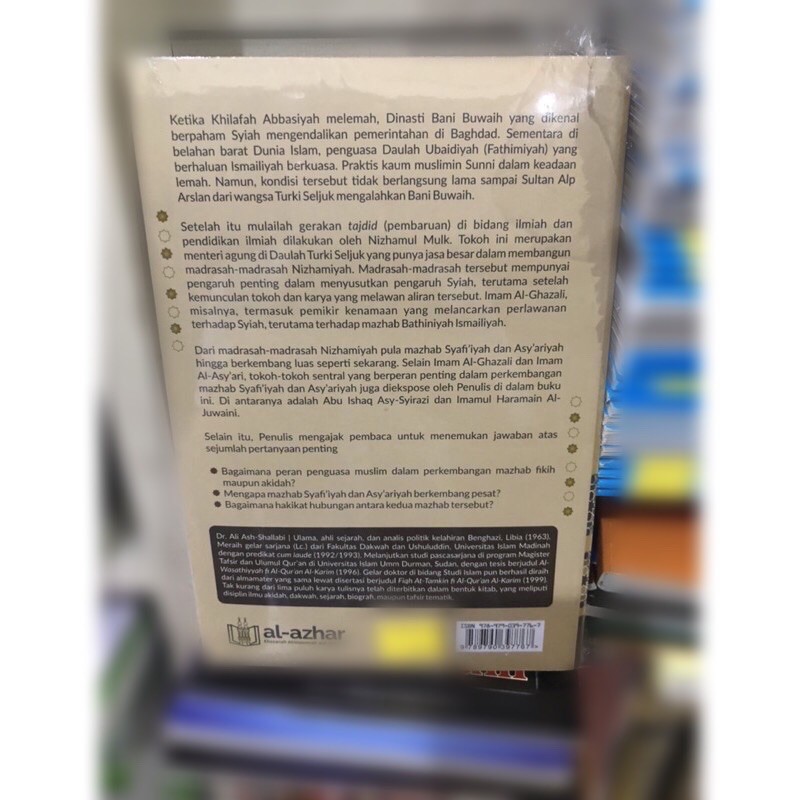 Ketika Khilafah Abbasiyah melemah, Dinasti Bani Buwaih yang dikenal
berpaham Syiah mengendalikan pemerintahan di Baghdad. Sementara di
belahan barat Dunia Islam, penguasa Daulah Ubaidiyah (Fathimiyah) yang
berhaluan Ismailiyah berkuasa. Praktis kaum muslimin Sunni dalam keadaan
lemah. Namun, kondisi tersebut tidak berlangsung lama sampai Sultan Alp
Arslan dari wangsa Turki Seljuk mengalahkan Bani Buwaih.
Setelah itu mulailah gerakan tajdid (pembaruan) di bidang ilmiah dan
pendidikan ilmiah dilakukan oleh Nizhamul Mulk. Tokoh ini merupakan
menteri agung di Daulah Turki Seljuk yang punya jasa besar dalam membangun
madrasah-madrasah Nizhamiyah. Madrasah-madrasah tersebut mempunyai
pengaruh penting dalam menyusutkan pengaruh Syiah, terutama setelah
kemunculan tokoh dan karya yang melawan aliran tersebut. Imam Al-Ghazali,
misalnya, termasuk pemikir kenamaan yang melancarkan perlawanan
terhadap Syiah, terutama terhadap mazhab Bathiniyah Ismailiyah.
Dari madrasah-madrasah Nizhamiyah pula mazhab Syafi'iyah dan Asy'ariyah
hingga berkembang luas seperti sekarang. Selain Imam Al-Ghazali dan Imam
Al-Asy'ari, tokoh-tokoh sentral yang berperan penting dalam perkembangan
mazhab Syafi'iyah dan Asy'ariyah juga diekspose oleh Penulis di dalam buku
ini. Di antaranya adalah Abu Ishaq Asy-Syirazi dan Imamul Haramain Al-
Juwaini.
Selain itu, Penulis mengajak pembaca untuk menemukan jawaban atas
sejumlah pertanyaan penting
● Bagaimana peran penguasa muslim dalam perkembangan mazhab fikih
maupun akidah?
● Mengapa mazhab Syafi'iyah dan Asy'ariyah berkembang pesat?
● Bagaimana hakikat hubungan antara kedua mazhab tersebut?
Dr. Ali Ash-Shallabi | Ulama, ahli sejarah, dan analis politik kelahiran Benghazi, Libia (1963).
Meraih gelar sarjana (Lc.) dari Fakultas Dakwah dan Ushuluddin, Universitas Islam Madinah
dengan predikat cum laude (1992/1993). Melanjutkan studi pascasarjana di program Magister
Tafsir dan Ulumul Qur'an di Universitas Islam Umm Durman, Sudan, dengan tesis berjudul Al-
Wasathiyyah fi Al-Qur'an Al-Karim (1996). Gelar doktor di bidang Studi Islam pun berhasil diraih
dari almamater yang sama lewat disertasi berjudul Fiqh At-Tamkin fi Al-Qur'an Al-Karim (1999).
Tak kurang dari lima puluh karya tulisnya telah diterbitkan dalam bentuk kitab, yang meliputi
disiplin ilmu akidah, dakwah, sejarah, biografi, maupun tafsir tematik.
al-azhar
ISBN 978-979-039-776-7
9 789790 397767